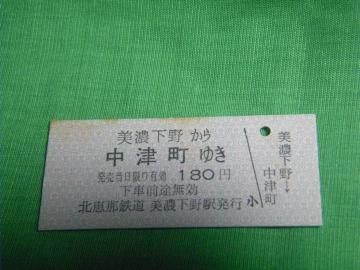 美濃下野から
中津町ゆき
発売当日限り有効 180円
下車前途無効
北恵那鉄道 美濃下野駅発行
小
美濃下野→
中津町